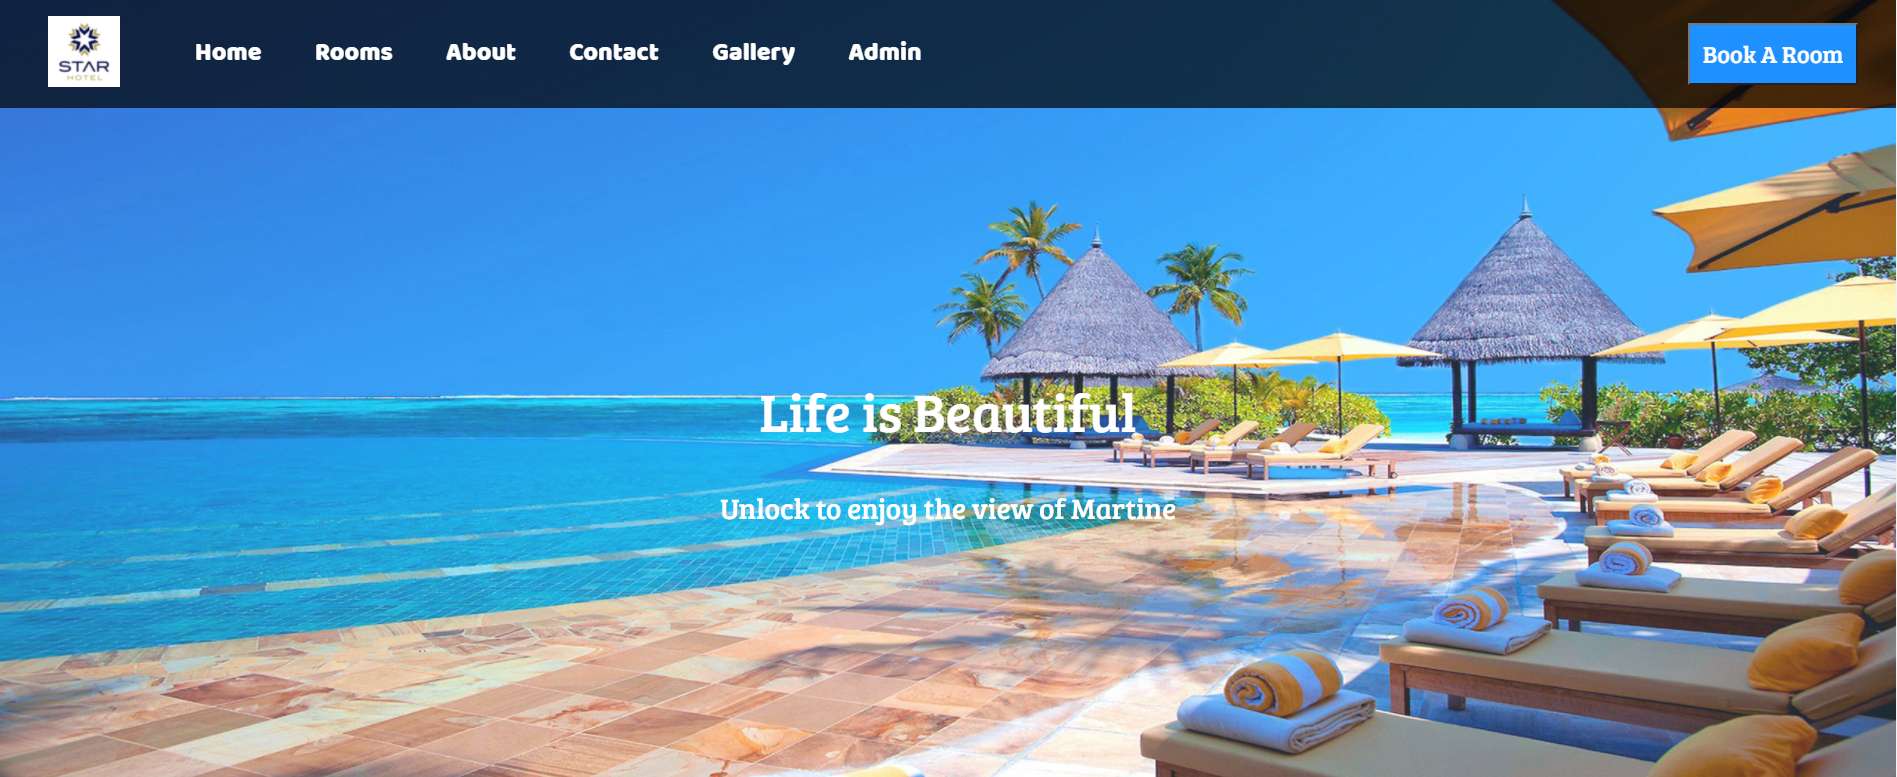 STAR
HOTEL
Home Rooms About Contact Gallery Admin
Book A Room
Life is Beautiful
Unlock to enjoy the view of Martine